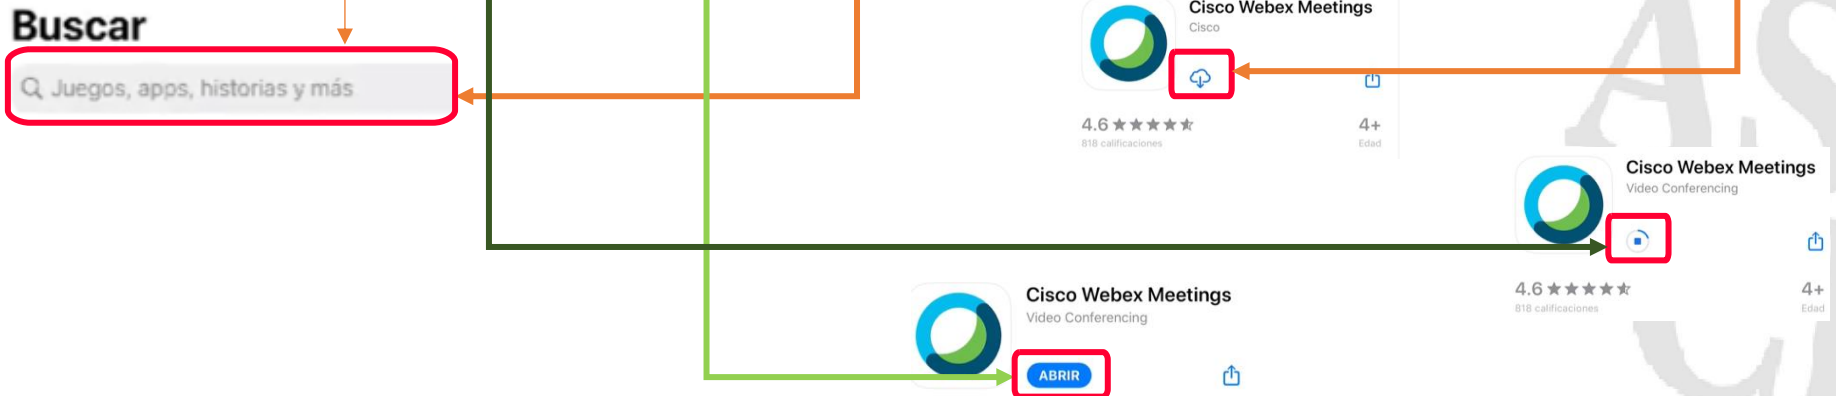 Buscar
Juegos, apps, historias y más
Cisco Webex Meetings
Cisco
4.6
4+
818 calificaciones
Edad
Cisco Webex Meetings
Video Conferencing
4.6
4+
818 calificaciones
Edad
Cisco Webex Meetings
Video Conferencing
ABRIR